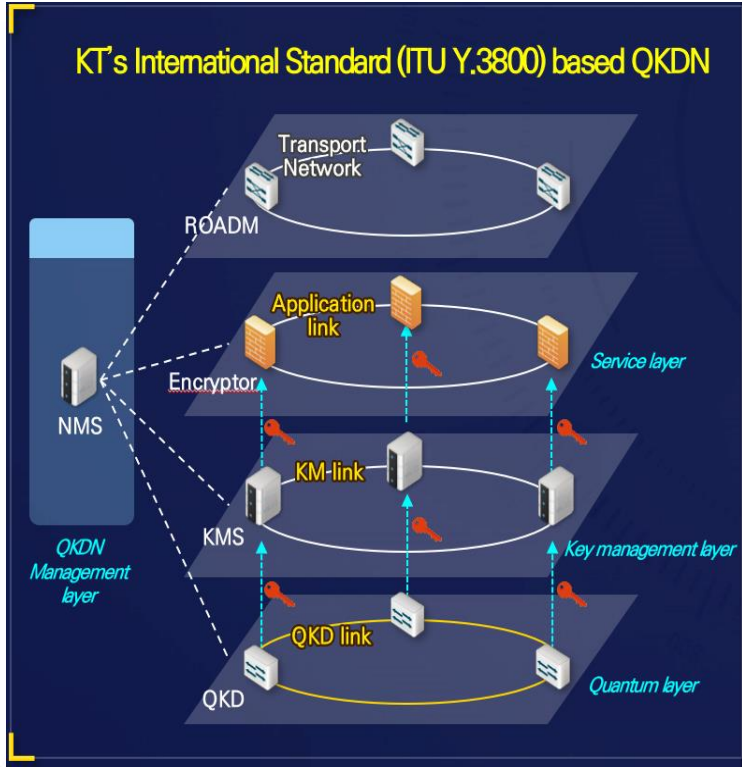 KT's International Standard (ITU Y.3800) based QKDN
Transport
Network
ROADM
Application
link
Encryptor
Service layer
NMS
KM link
KMS
Key management layer
QKDN
Management
layer
QKD link
QKD
Quantum layer